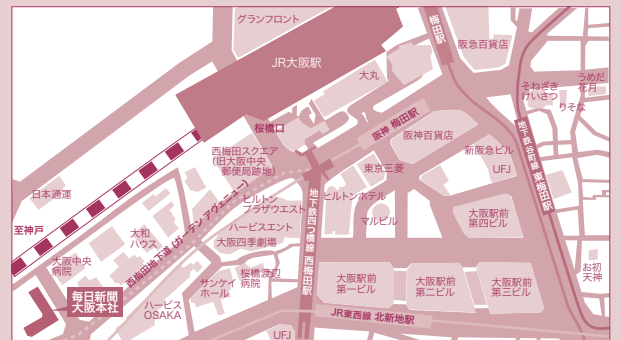 グランフロント
梅田駅
阪急百貨店
JR大阪駅
大丸
うめだ
花月
そねざき
けいさつ
りそな
桜橋口
阪神 梅田駅
阪神百貨店
西梅田スクエア
(旧大阪中央
郵便局跡地)
新阪急ビル
UFJ
東京三菱
地下鉄谷町線 東梅田駅
日本通運
ヒルトン
プラザウエスト
ヒルトンホテル
マルビル
大阪駅前
第四ビル
至神戸
大和
ハウス
西梅田地下道(ガーデン アヴェニュー)
ハービスエント
大阪四季劇場
地下鉄四つ橋線 西梅田駅
大阪中央
病院
サンケイ
ホール
桜橋渡辺
病院
大阪駅前
第一ビル
大阪駅前
第二ビル
大阪駅前
第三ビル
お初
天神
毎日新聞
大阪本社
ハービス
OSAKA
JR東西線 北新地駅
UFJ